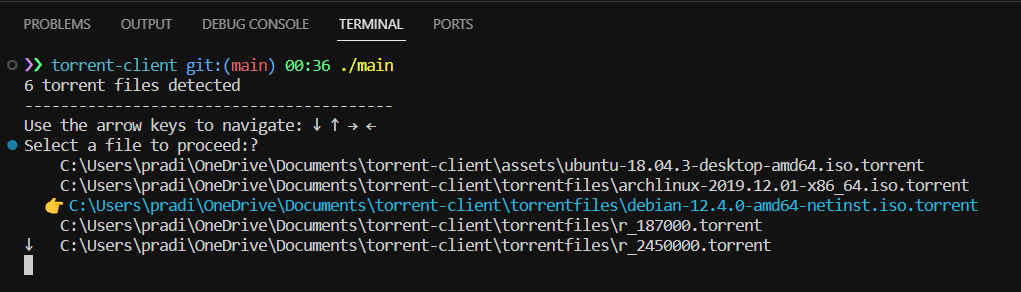 PROBLEMS OUTPUT DEBUG CONSOLE TERMINAL PORTS
❯❯ torrent-client git:(main) 00:36 ./main
6 torrent files detected
-----------------------------------------
Use the arrow keys to navigate: ↓ ↑ → ←
Select a file to proceed:?
C:\Users\pradi\OneDrive\Documents\torrent-client\assets\ubuntu-18.04.3-desktop-amd64.iso.torrent
C:\Users\pradi\OneDrive\Documents\torrent-client\torrentfiles\archlinux-2019.12.01-x86_64.iso.torrent
👉 C:\Users\pradi\OneDrive\Documents\torrent-client\torrentfiles\debian-12.4.0-amd64-netinst.iso.torrent
C:\Users\pradi\OneDrive\Documents\torrent-client\torrentfiles\r_187000.torrent
↓ C:\Users\pradi\OneDrive\Documents\torrent-client\torrentfiles\r_2450000.torrent